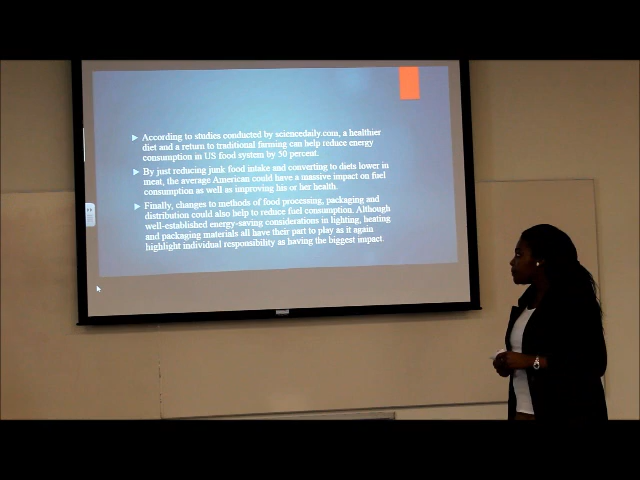 According to studies conducted by sciencedaily.com, a healthier
diet and a return to traditional farming can help reduce energy
consumption in US food system by 50 percent.
By just reducing junk food intake and converting to diets lower in
meat, the average American could have a massive impact on fuel
consumption as well as improving his or her health.
Finally, changes to methods of food processing, packaging and
distribution could also help to reduce fuel consumption. Although
well-established energy-saving considerations in lighting, heating
and packaging materials all have their part to play as it again
highlight individual responsibility as having the biggest impact.